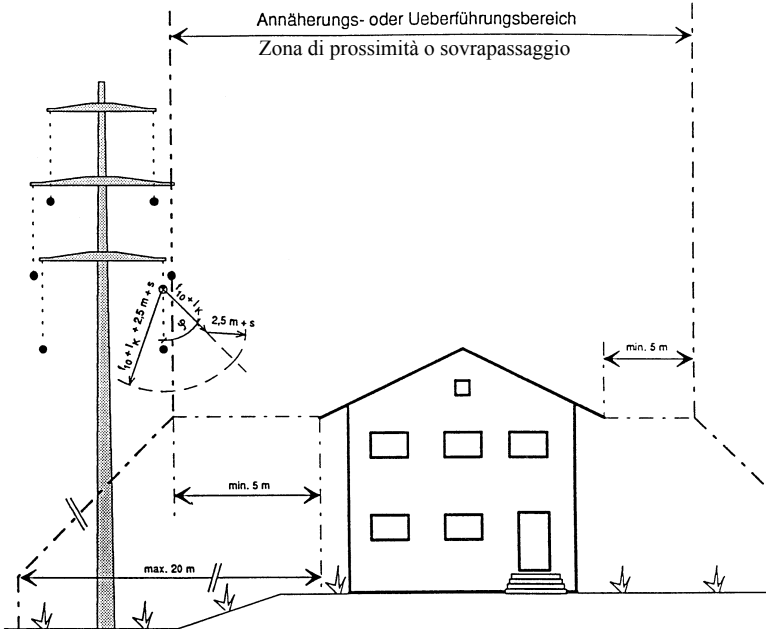 Annäherungs- oder Ueberführungsbereich
Zona di prossimità o sovrapassaggio
f10 + lK + 2,5 m + s
f10 + lK
φ
2,5 m + s
min. 5 m
min. 5 m
max. 20 m